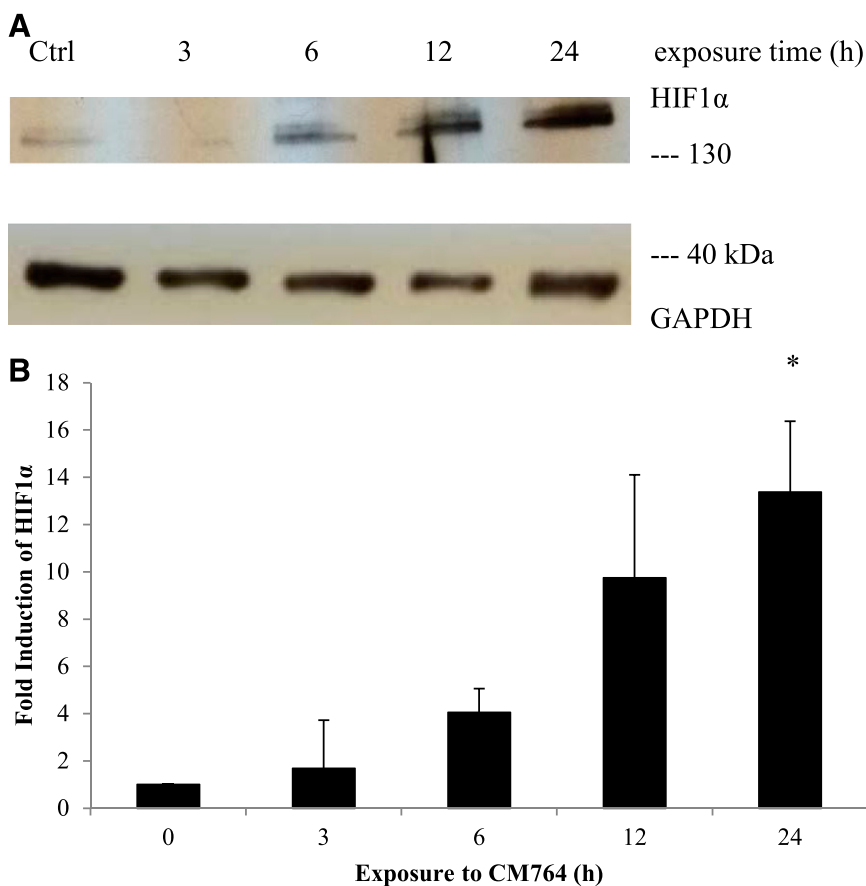 A
Ctrl 3 6 12 24 exposure time (h)
HIF1α
--- 130
--- 40 kDa
GAPDH
B
*
18
16
14
12
10
8
6
4
2
0
Fold Induction of HIF1α
0 3 6 12 24
Exposure to CM764 (h)